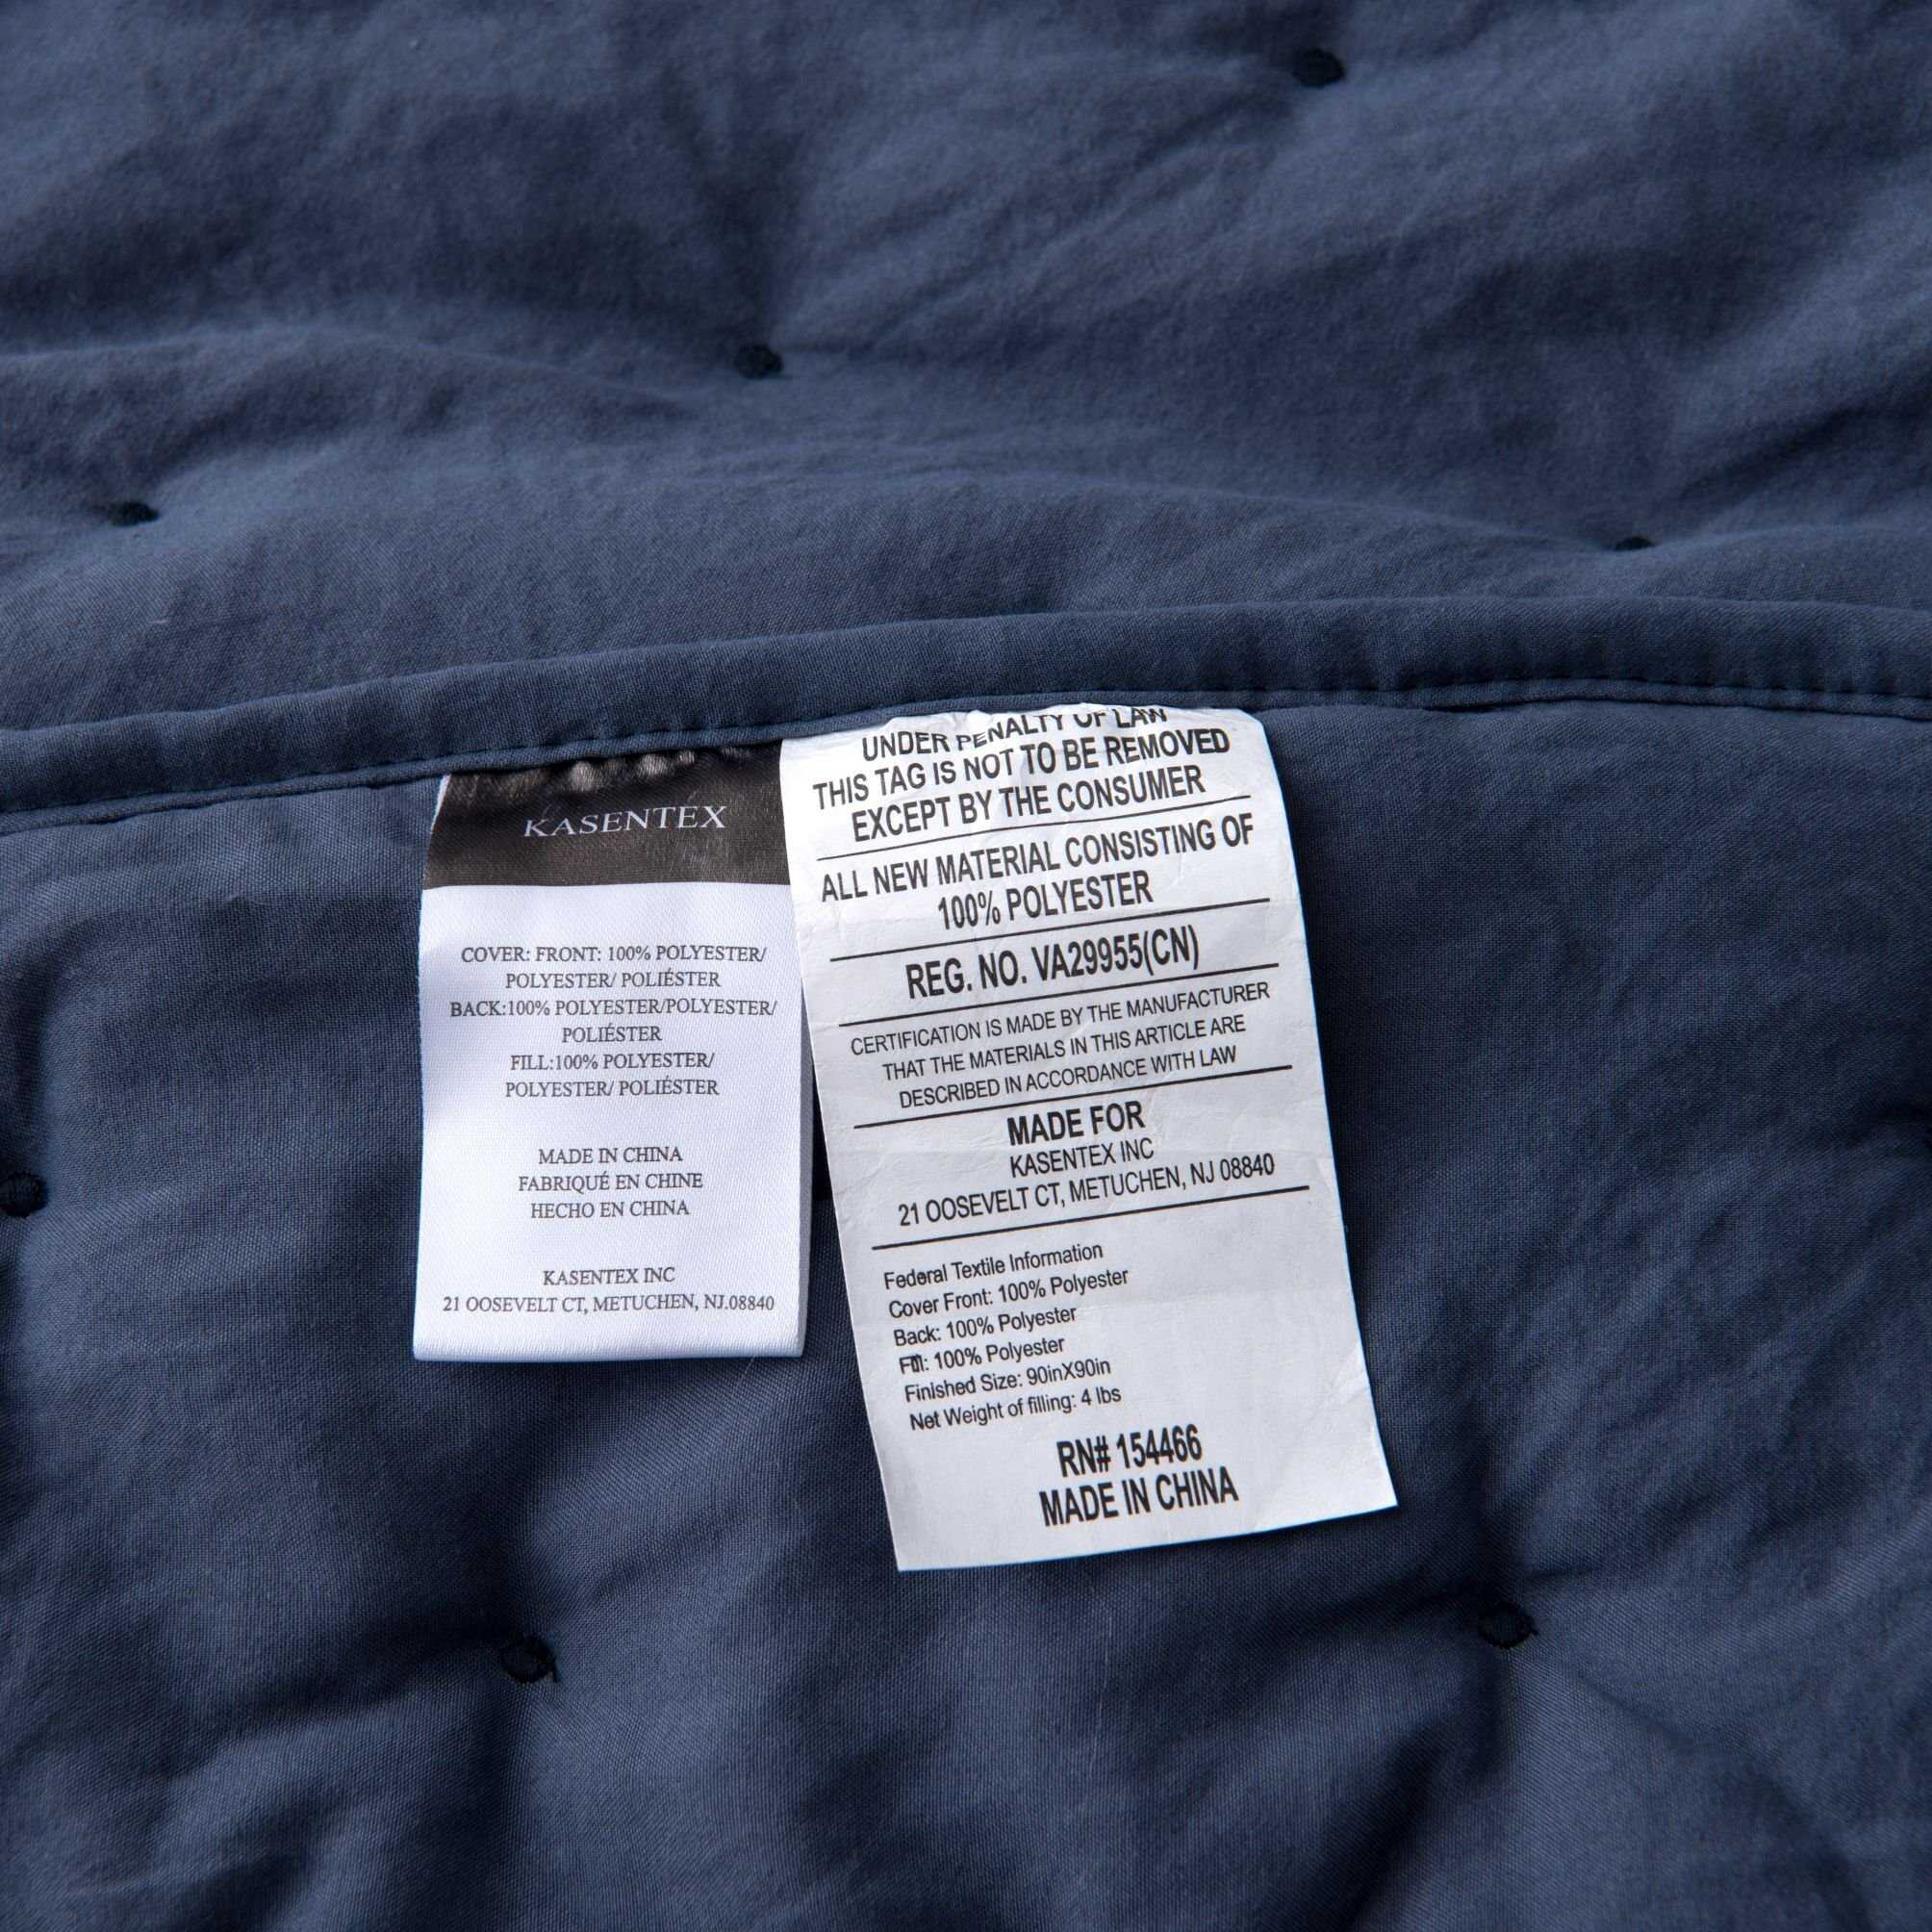 KASENTEX
COVER: FRONT: 100% POLYESTER/
POLYESTER/ POLIÉSTER
BACK:100% POLYESTER/POLYESTER/
POLIÉSTER
FILL:100% POLYESTER/
POLYESTER/ POLIÉSTER
MADE IN CHINA
FABRIQUÉ EN CHINE
HECHO EN CHINA
KASENTEX INC
21 OOSEVELT CT, METUCHEN, NJ.08840
UNDER PENALTY OF LAW
THIS TAG IS NOT TO BE REMOVED
EXCEPT BY THE CONSUMER
ALL NEW MATERIAL CONSISTING OF
100% POLYESTER
REG. NO. VA29955(CN)
CERTIFICATION IS MADE BY THE MANUFACTURER
THAT THE MATERIALS IN THIS ARTICLE ARE
DESCRIBED IN ACCORDANCE WITH LAW
MADE FOR
KASENTEX INC
21 OOSEVELT CT, METUCHEN, NJ 08840
Federal Textile Information
Cover Front: 100% Polyester
Back: 100% Polyester
Fill: 100% Polyester
Finished Size: 90inX90in
Net Weight of filling: 4 lbs
RN# 154466
MADE IN CHINA